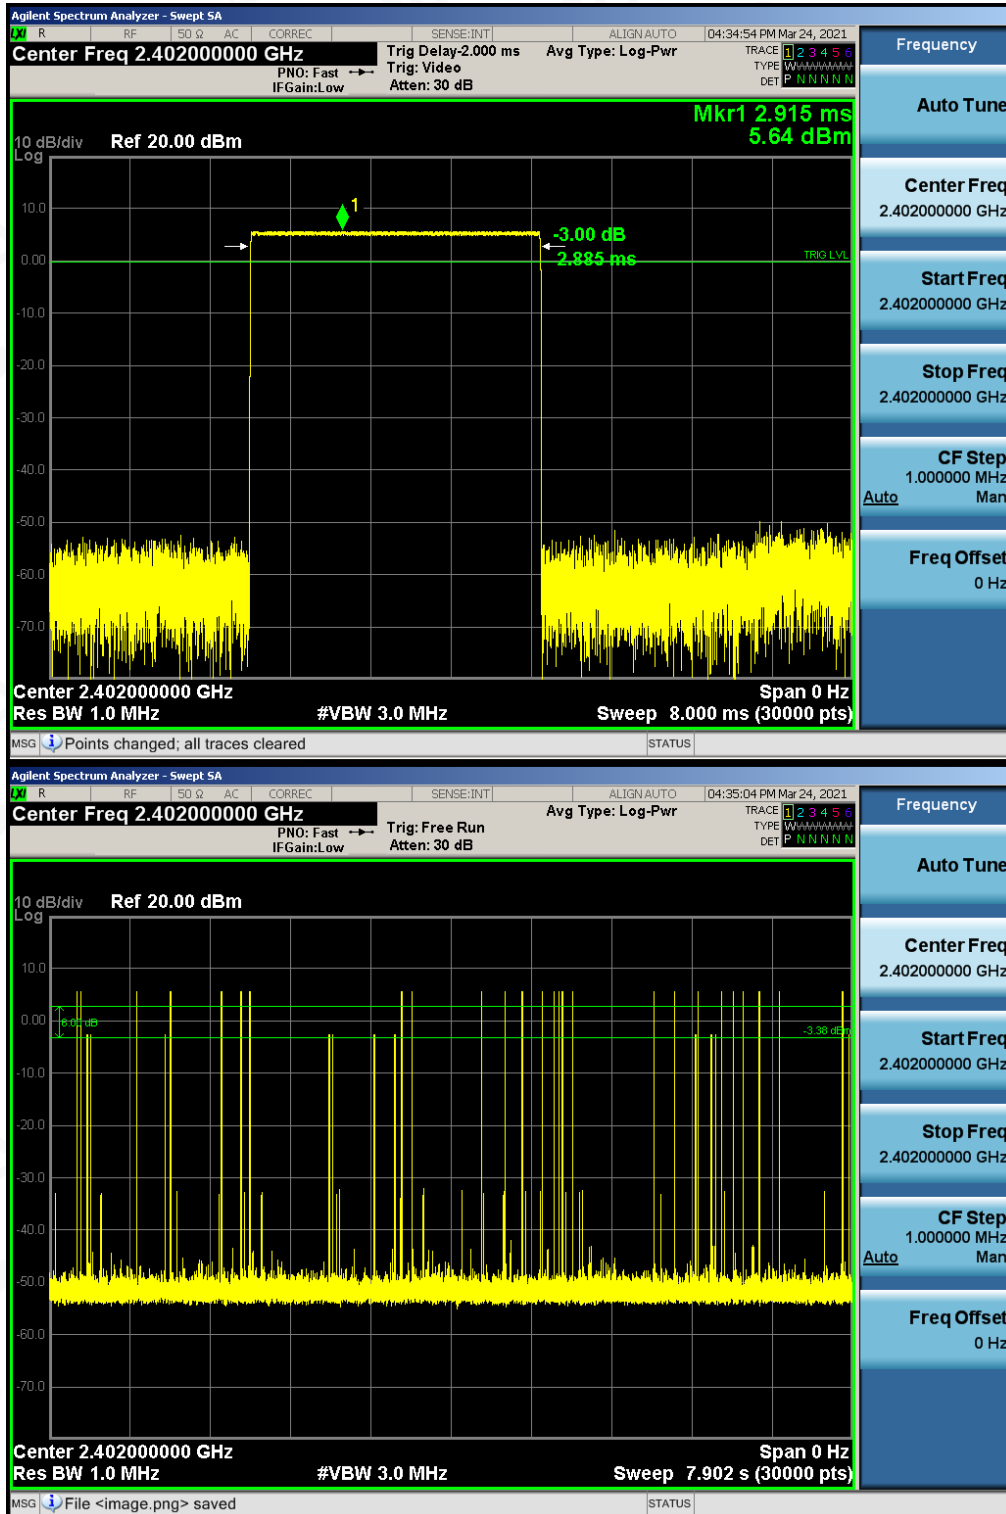 Agilent Spectrum Analyzer - Swept SA
LXI R RF 50 Ω AC CORREC SENSE:INT ALIGN AUTO 04:34:54 PM Mar 24, 2021
Center Freq 2.402000000 GHz
PNO: Fast
IFGain:Low
Trig Delay-2.000 ms
Trig: Video
Atten: 30 dB
Avg Type: Log-Pwr
TRACE 1 2 3 4 5 6
TYPE
DET P N N N N N
Mkr1 2.915 ms
5.64 dBm
10 dB/div
Log
Ref 20.00 dBm
1
10.0
-3.00 dB
2.885 ms
TRIG LVL
0.00
-10.0
-20.0
-30.0
-40.0
-50.0
-60.0
-70.0
Center 2.402000000 GHz Span 0 Hz
Res BW 1.0 MHz #VBW 3.0 MHz Sweep 8.000 ms (30000 pts)
MSG Points changed; all traces cleared STATUS
Frequency
Auto Tune
Center Freq
2.402000000 GHz
Start Freq
2.402000000 GHz
Stop Freq
2.402000000 GHz
CF Step
1.000000 MHz
Auto Man
Freq Offset
0 Hz
Agilent Spectrum Analyzer - Swept SA
LXI R RF 50 Ω AC CORREC SENSE:INT ALIGN AUTO 04:35:04 PM Mar 24, 2021
Center Freq 2.402000000 GHz
PNO: Fast
IFGain:Low
Trig: Free Run
Atten: 30 dB
Avg Type: Log-Pwr
TRACE 1 2 3 4 5 6
TYPE
DET P N N N N N
10 dB/div
Log
Ref 20.00 dBm
10.0
0.00
dB
-3.38 dBm
-10.0
-20.0
-30.0
-40.0
-50.0
-60.0
-70.0
Center 2.402000000 GHz Span 0 Hz
Res BW 1.0 MHz #VBW 3.0 MHz Sweep 7.902 s (30000 pts)
MSG File <image.png> saved STATUS
Frequency
Auto Tune
Center Freq
2.402000000 GHz
Start Freq
2.402000000 GHz
Stop Freq
2.402000000 GHz
CF Step
1.000000 MHz
Auto Man
Freq Offset
0 Hz